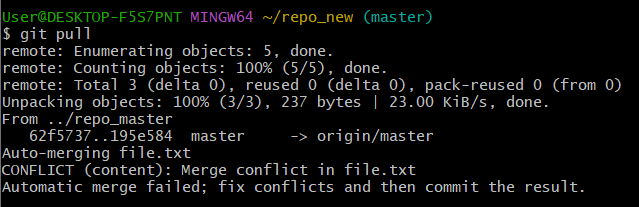 User@DESKTOP-F5S7PNT MINGW64 ~/repo_new (master)
$ git pull
remote: Enumerating objects: 5, done.
remote: Counting objects: 100% (5/5), done.
remote: Total 3 (delta 0), reused 0 (delta 0), pack-reused 0 (from 0)
Unpacking objects: 100% (3/3), 237 bytes | 23.00 KiB/s, done.
From ../repo_master
   62f5737..195e584  master     -> origin/master
Auto-merging file.txt
CONFLICT (content): Merge conflict in file.txt
Automatic merge failed; fix conflicts and then commit the result.